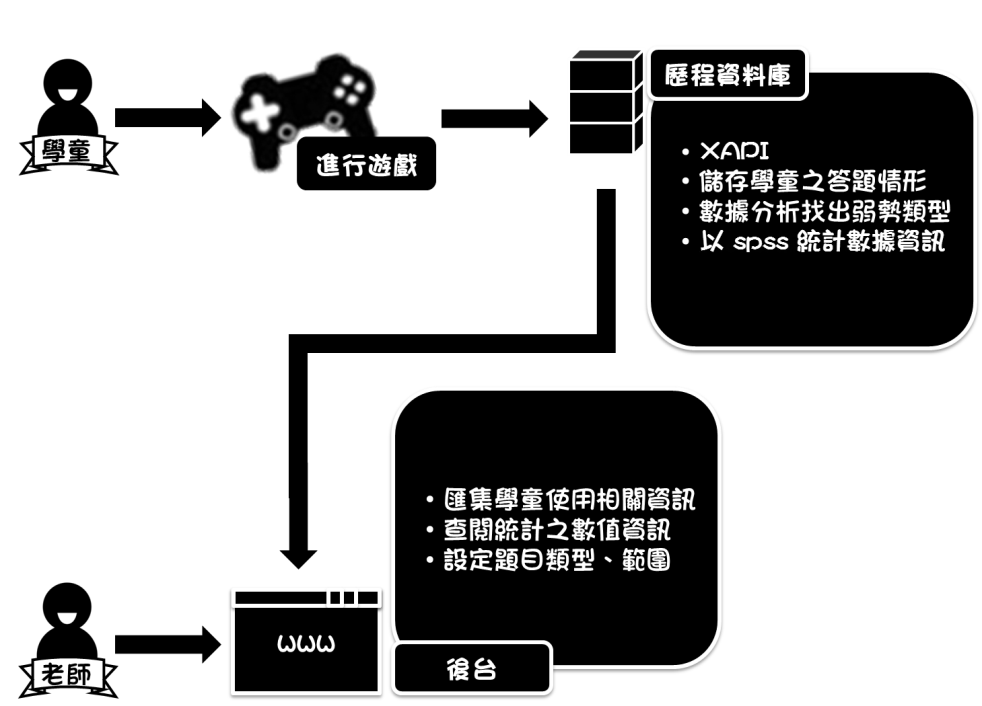 學童
進行遊戲
歷程資料庫
• XAPI
• 儲存學童之答題情形
• 數據分析找出弱勢類型
• 以 spss 統計數據資訊
• 匯集學童使用相關資訊
• 查閱統計之數值資訊
• 設定題目類型、範圍
老師
www
後台